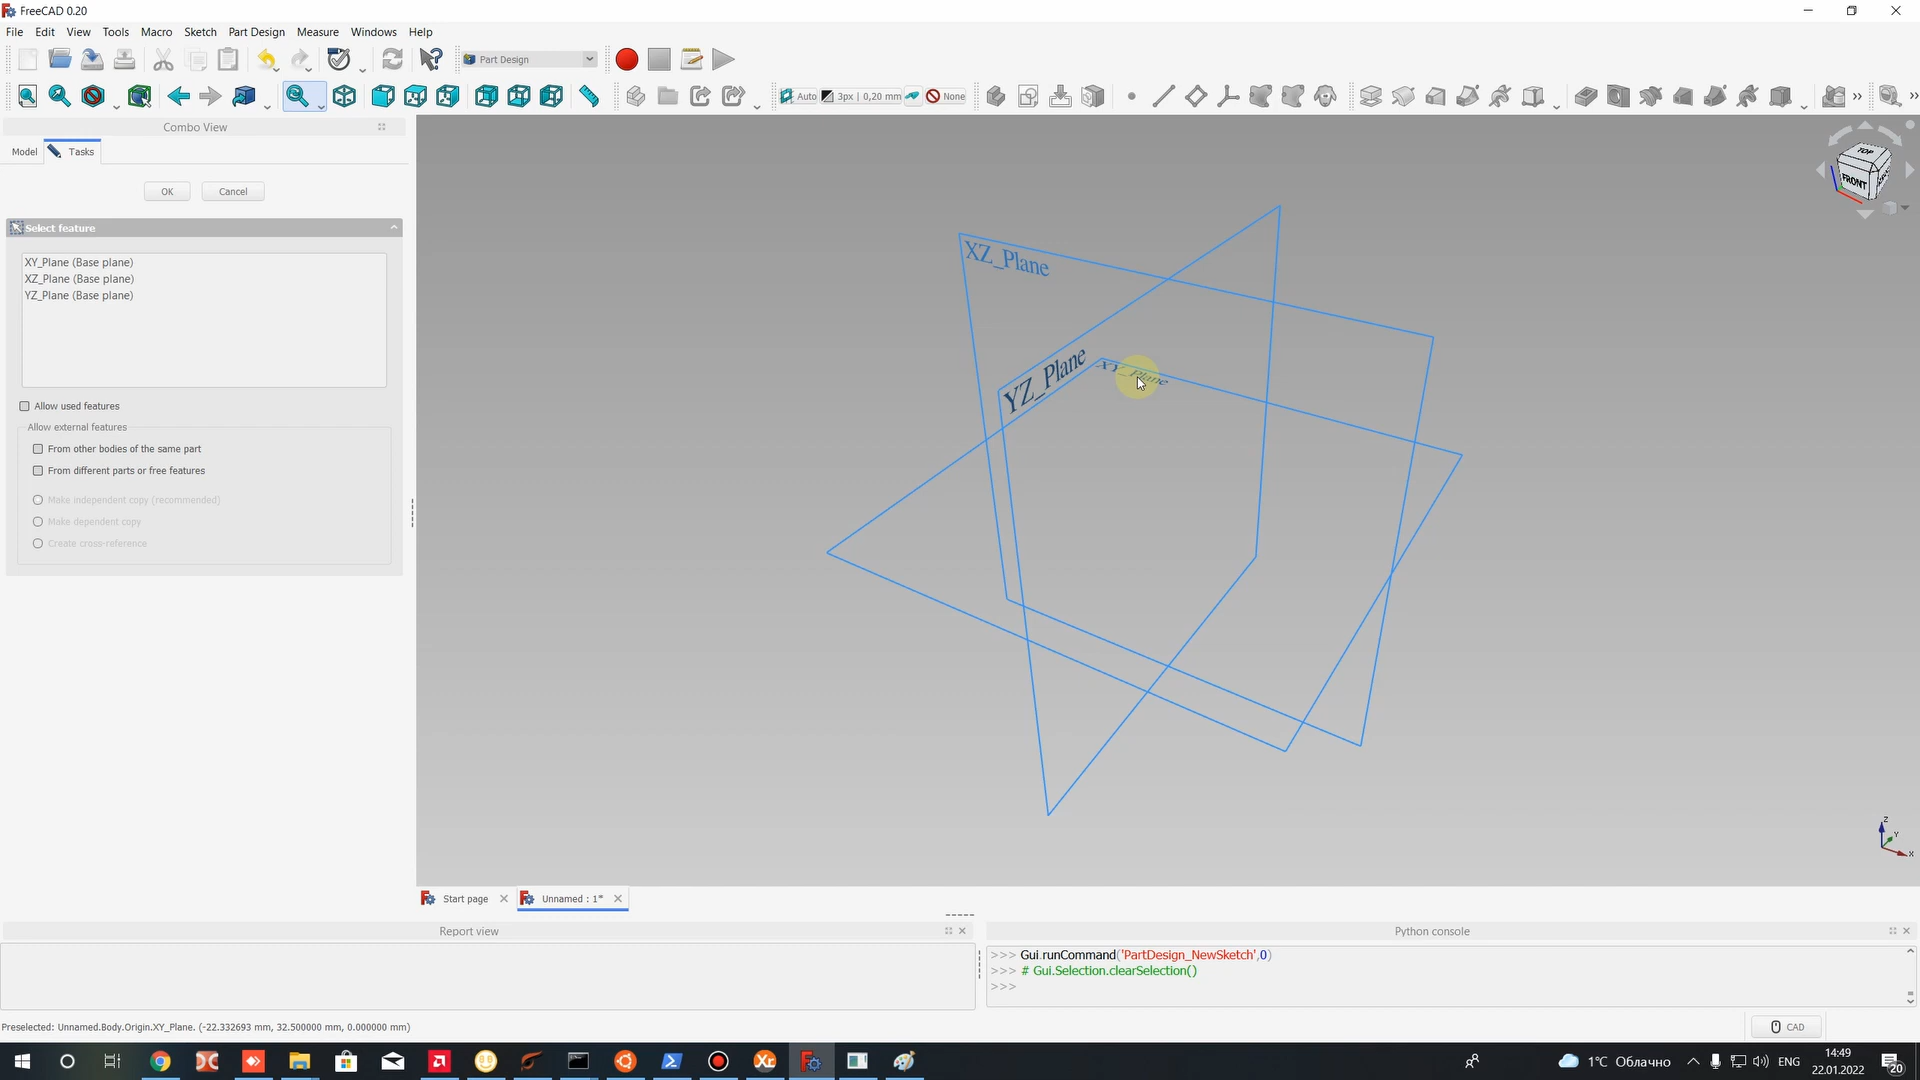 FreeCAD 0.20
File Edit View Tools Macro Sketch Part Design Measure Windows Help
Part Design
Auto 3px | 0,20 mm None
Combo View
Model Tasks
OK Cancel
Select feature
XY_Plane (Base plane)
XZ_Plane (Base plane)
YZ_Plane (Base plane)
Allow used features
Allow external features
From other bodies of the same part
From different parts or free features
Make independent copy (recommended)
Make dependent copy
Create cross-reference
XZ_Plane
YZ_Plane
XY_Plane
TOP
FRONT
Z
Y
X
Start page
Unnamed : 1*
Report view
Python console
>>> Gui.runCommand('PartDesign_NewSketch',0)
>>> # Gui.Selection.clearSelection()
>>>
Preselected: Unnamed.Body.Origin.XY_Plane. (-22.332693 mm, 32.500000 mm, 0.000000 mm)
CAD
1°C Облачно
ENG
14:49
22.01.2022
20